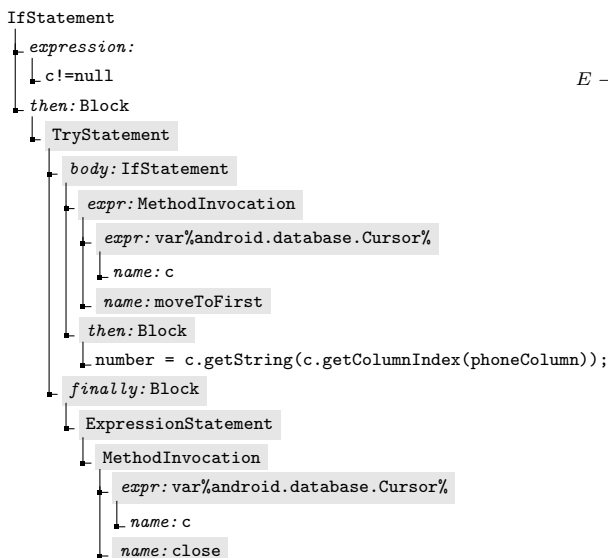 IfStatement
expression:
c!=null
E –
then: Block
TryStatement
body: IfStatement
expr: MethodInvocation
expr: var%android.database.Cursor%
name: c
name: moveToFirst
then: Block
number = c.getString(c.getColumnIndex(phoneColumn));
finally: Block
ExpressionStatement
MethodInvocation
expr: var%android.database.Cursor%
name: c
name: close